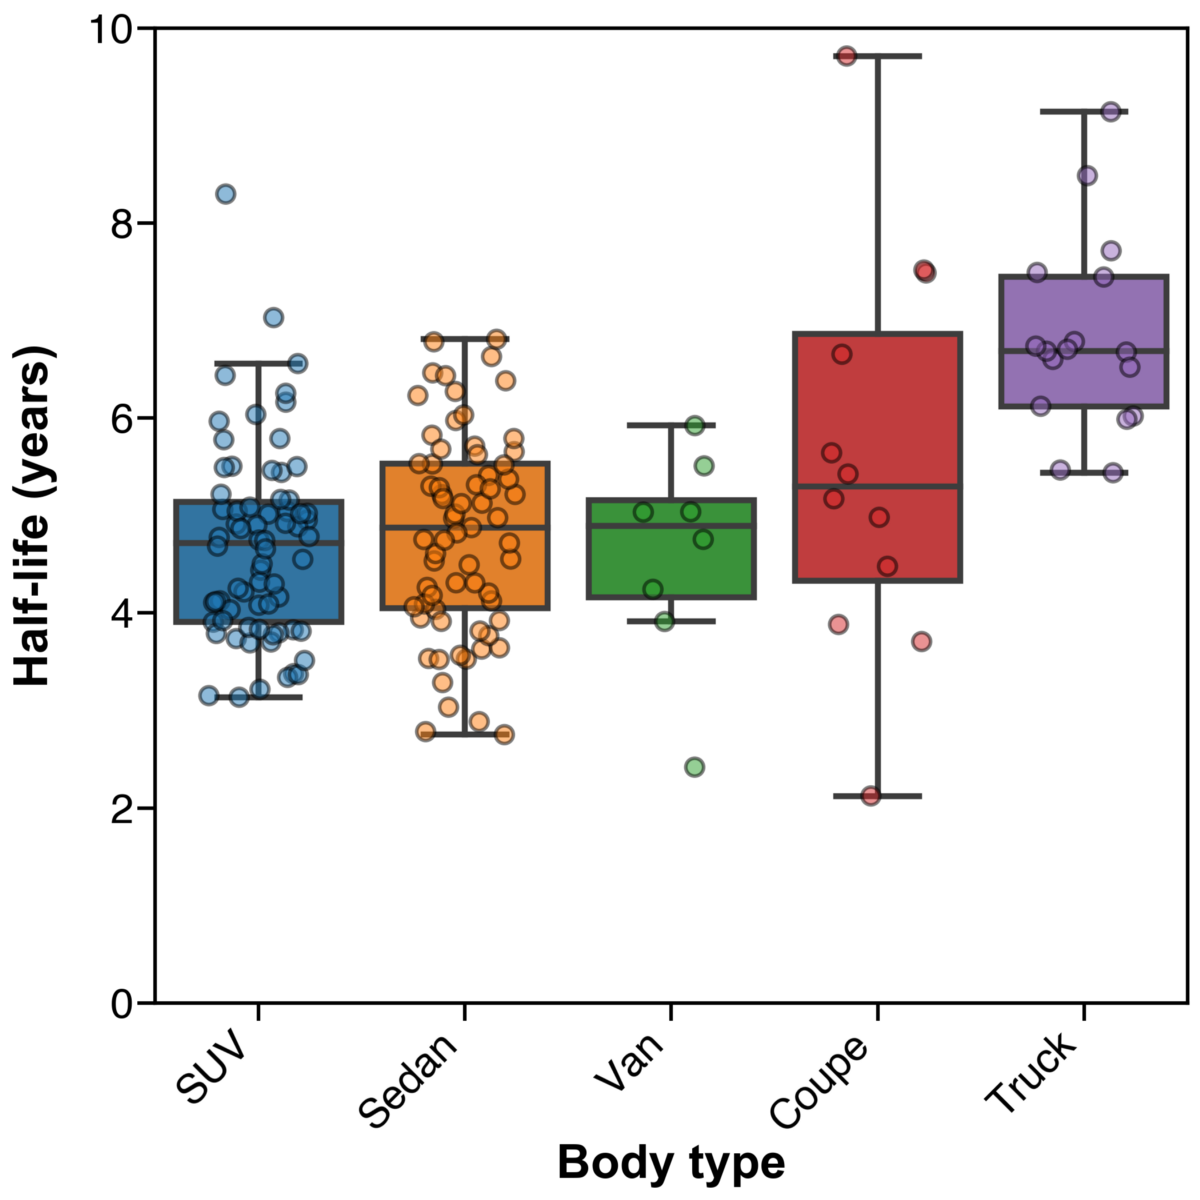 Half-life (years)
10
8
6
4
2
0
SUV
Sedan
Van
Coupe
Truck
Body type